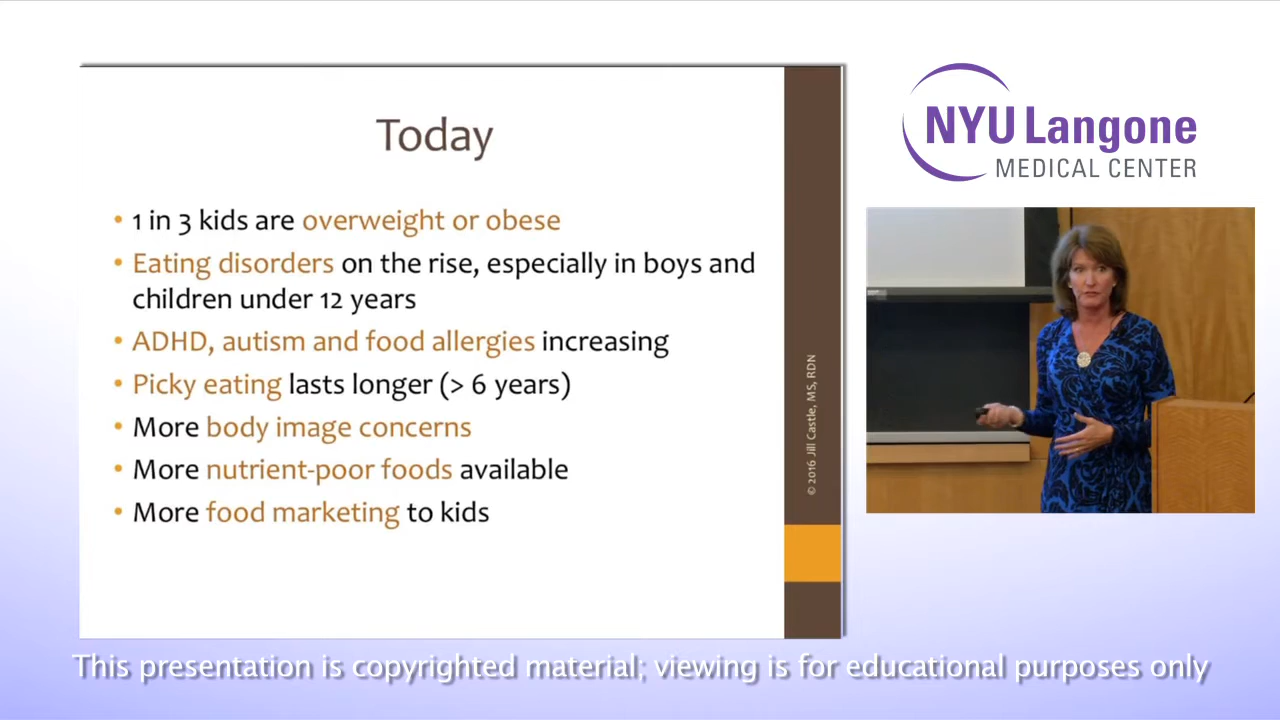 Today
• 1 in 3 kids are overweight or obese
• Eating disorders on the rise, especially in boys and
children under 12 years
• ADHD, autism and food allergies increasing
• Picky eating lasts longer (> 6 years)
• More body image concerns
• More nutrient-poor foods available
• More food marketing to kids
© 2016 Jill Castle, MS, RDN
NYU Langone
MEDICAL CENTER
This presentation is copyrighted material; viewing is for educational purposes only